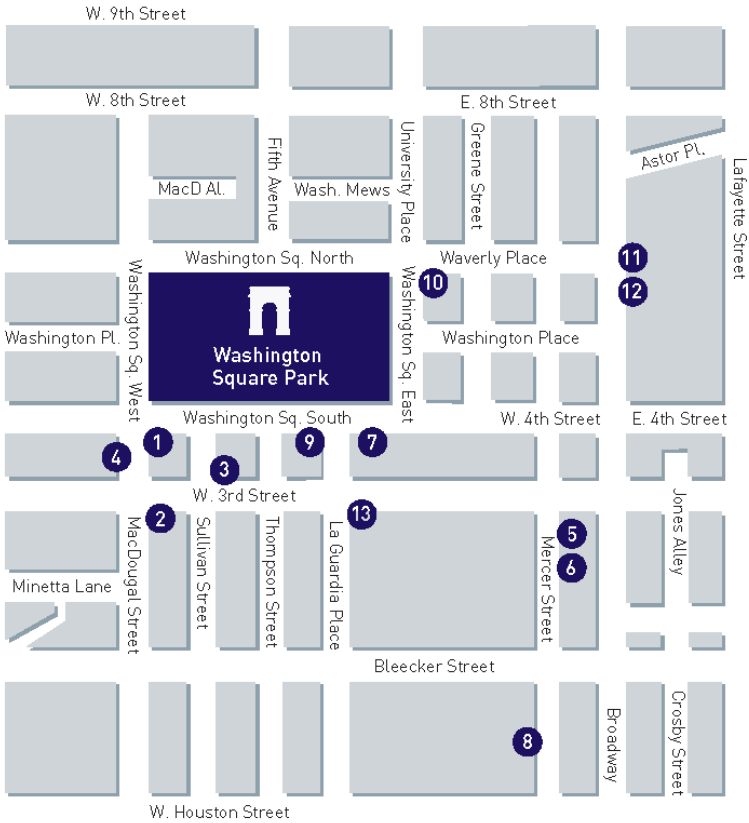 W. 9th Street
W. 8th Street
E. 8th Street
Fifth Avenue
University Place
Greene Street
Astor Pl.
Lafayette Street
MacD Al.
Wash. Mews
Washington Sq. North
Waverly Place
11
10
12
Washington Sq. West
Washington Sq. East
Washington Pl.
Washington Place
Washington
Square Park
Washington Sq. South
W. 4th Street
E. 4th Street
1
9
7
4
3
W. 3rd Street
2
13
5
6
MacDougal Street
Sullivan Street
Thompson Street
La Guardia Place
Mercer Street
Jones Alley
Minetta Lane
Bleecker Street
8
Broadway
Crosby Street
W. Houston Street